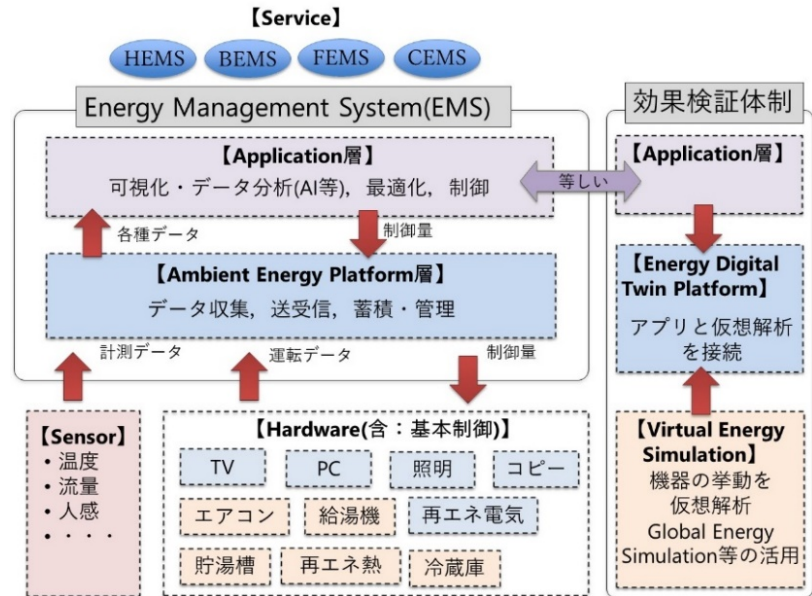 【Service】
HEMS
BEMS
FEMS
CEMS
Energy Management System(EMS)
【Application層】
可視化・データ分析(AI等)，最適化，制御
各種データ
制御量
【Ambient Energy Platform層】
データ収集，送受信，蓄積・管理
計測データ
運転データ
制御量
【Sensor】
・温度
・流量
・人感
・・・・
【Hardware(含：基本制御)】
TV
PC
照明
コピー
エアコン
給湯機
再エネ電気
貯湯槽
再エネ熱
冷蔵庫
等しい
効果検証体制
【Application層】
【Energy Digital
Twin Platform】
アプリと仮想解析
を接続
【Virtual Energy
Simulation】
機器の挙動を
仮想解析
Global Energy
Simulation等の活用